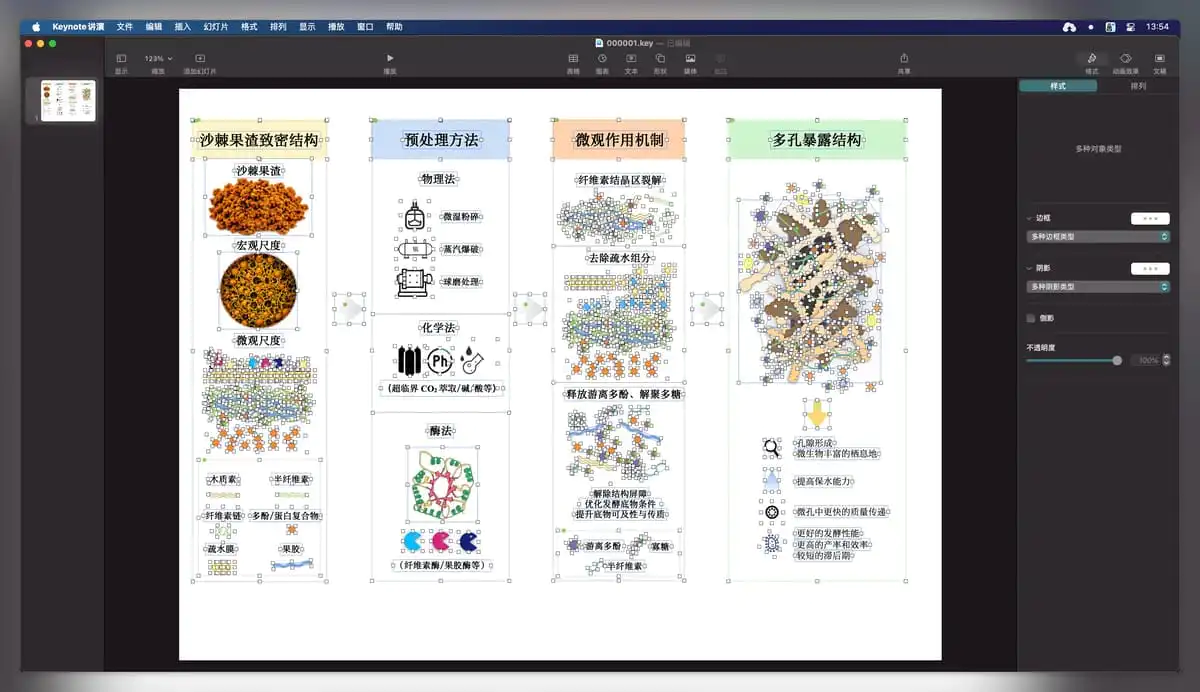 Keynote讲演 文件 编辑 插入 幻灯片 格式 排列 显示 播放 窗口 帮助
13:54
000001.key — 已编辑
123%
显示 缩放 添加幻灯片 播放 表格 图表 文本 形状 媒体 共享 格式 动画效果 文稿
样式 排列
多种对象类型
边框
多种边框类型
阴影
多种阴影类型
倒影
不透明度
100%
1
沙棘果渣致密结构
沙棘果渣
宏观尺度
微观尺度
木质素 半纤维素
纤维素链 多酚/蛋白复合物
疏水膜 果胶
预处理方法
物理法
微湿粉碎
蒸汽爆破
球磨处理
化学法
Ph
(超临界 CO₂ 萃取/碱/酸等)
酶法
(纤维素酶/果胶酶等)
微观作用机制
纤维素结晶区裂解
去除疏水组分
释放游离多酚、解聚多糖
解除结构屏障
优化发酵底物条件
提升底物可及性与传质
游离多酚 寡糖
半纤维素
多孔暴露结构
孔隙形成
微生物丰富的栖息地
提高保水能力
微孔中更快的质量传递
更好的发酵性能
更高的产率和效率
较短的滞后期